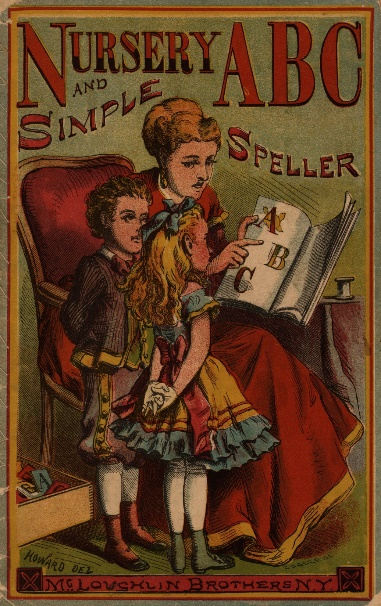 NURSERY ABC
AND
SIMPLE
SPELLER
A
B
C
HOWARD DEL
McLOUGHLIN BROTHERS N.Y.